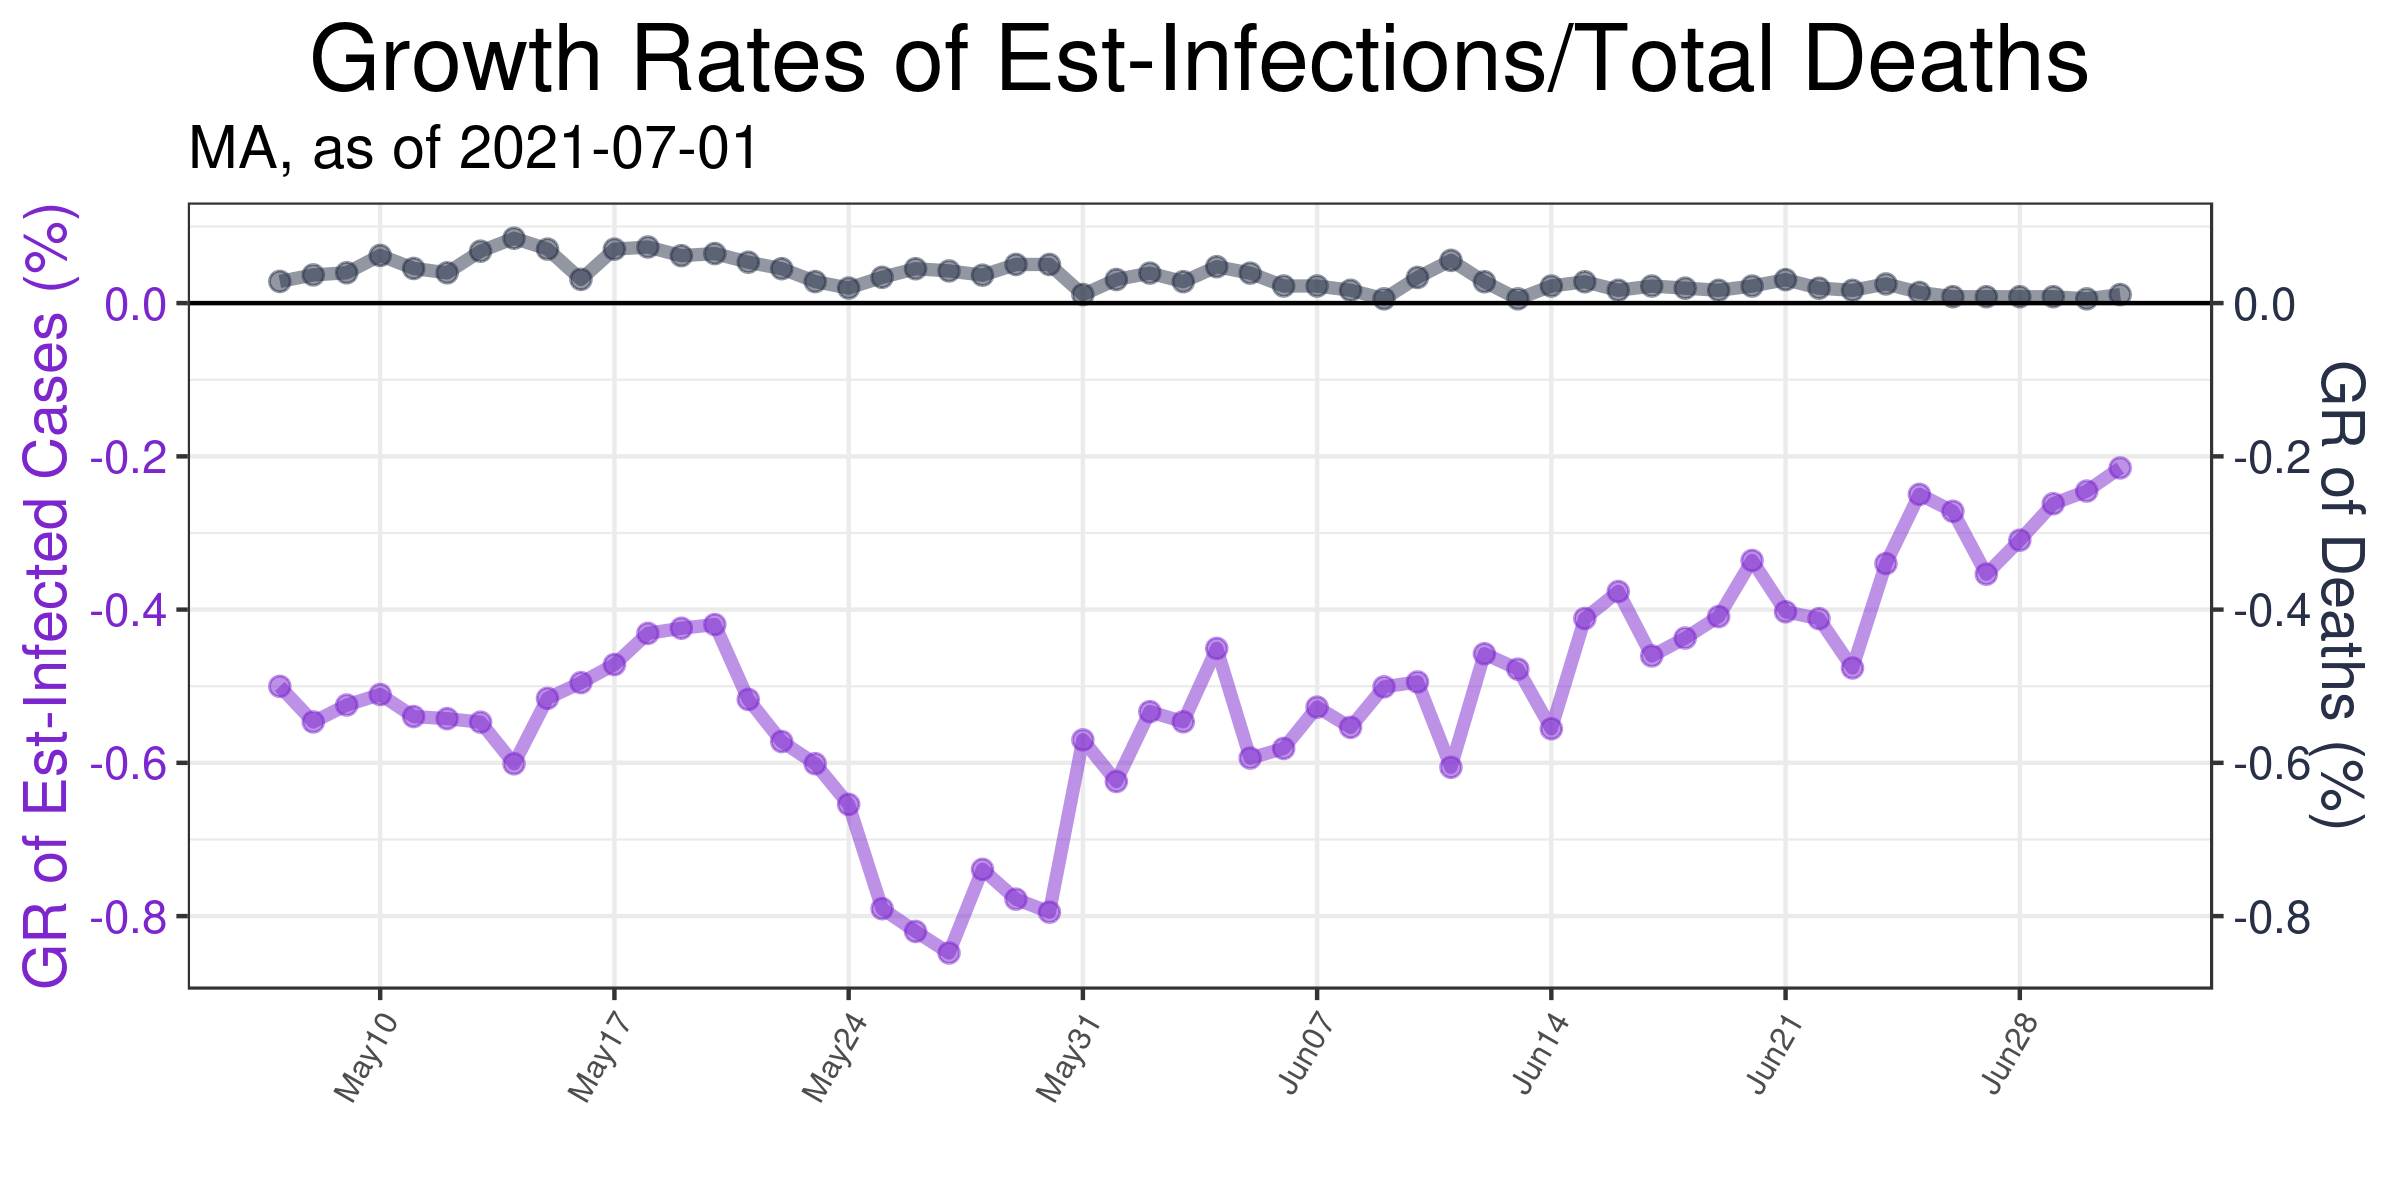 Growth Rates of Est-Infections/Total Deaths
MA, as of 2021-07-01
GR of Est-Infected Cases (%)
0.0
-0.2
-0.4
-0.6
-0.8
0.0
-0.2
-0.4
-0.6
-0.8
GR of Deaths (%)
May10
May17
May24
May31
Jun07
Jun14
Jun21
Jun28